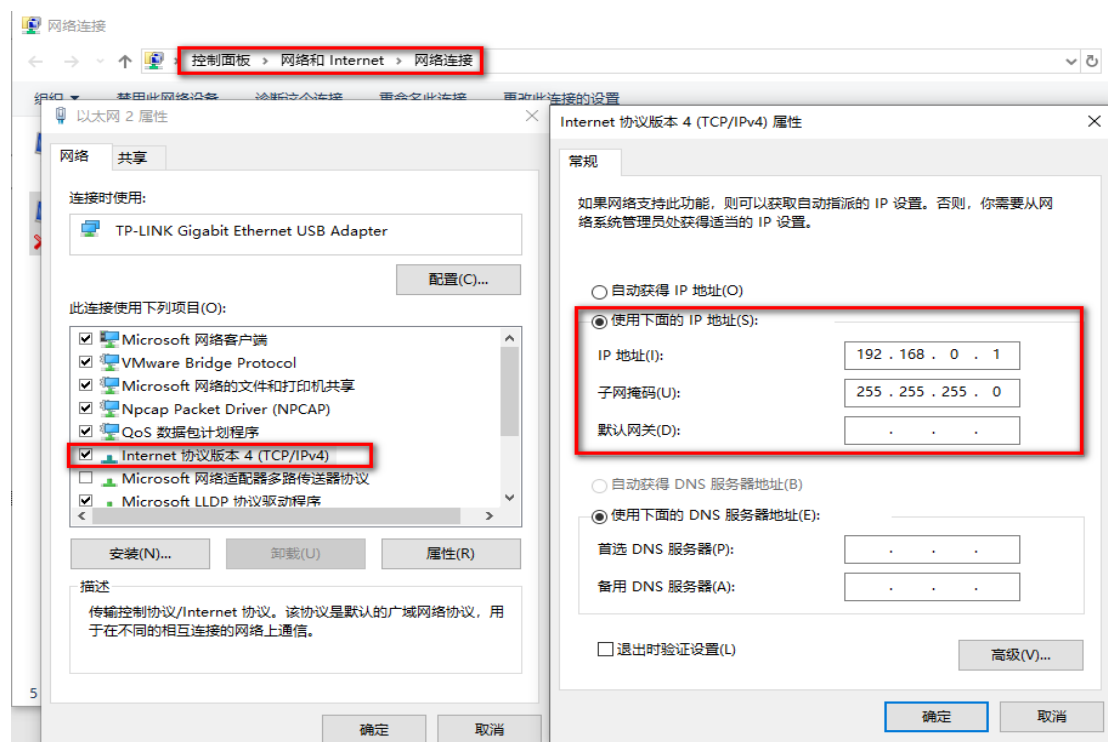 网络连接
控制面板 › 网络和 Internet › 网络连接
组织 禁用此网络设备 诊断这个连接 重命名此连接 更改此连接的设置
以太网 2 属性
网络 共享
连接时使用:
TP-LINK Gigabit Ethernet USB Adapter
配置(C)...
此连接使用下列项目(O):
Microsoft 网络客户端
VMware Bridge Protocol
Microsoft 网络的文件和打印机共享
Npcap Packet Driver (NPCAP)
QoS 数据包计划程序
Internet 协议版本 4 (TCP/IPv4)
Microsoft 网络适配器多路传送器协议
Microsoft LLDP 协议驱动程序
安装(N)... 卸载(U) 属性(R)
描述
传输控制协议/Internet 协议。该协议是默认的广域网络协议，用
于在不同的相互连接的网络上通信。
5
确定 取消
Internet 协议版本 4 (TCP/IPv4) 属性
常规
如果网络支持此功能，则可以获取自动指派的 IP 设置。否则，你需要从网
络系统管理员处获得适当的 IP 设置。
自动获得 IP 地址(O)
使用下面的 IP 地址(S):
IP 地址(I): 192 . 168 . 0 . 1
子网掩码(U): 255 . 255 . 255 . 0
默认网关(D): . . .
自动获得 DNS 服务器地址(B)
使用下面的 DNS 服务器地址(E):
首选 DNS 服务器(P): . . .
备用 DNS 服务器(A): . . .
退出时验证设置(L)
高级(V)...
确定 取消